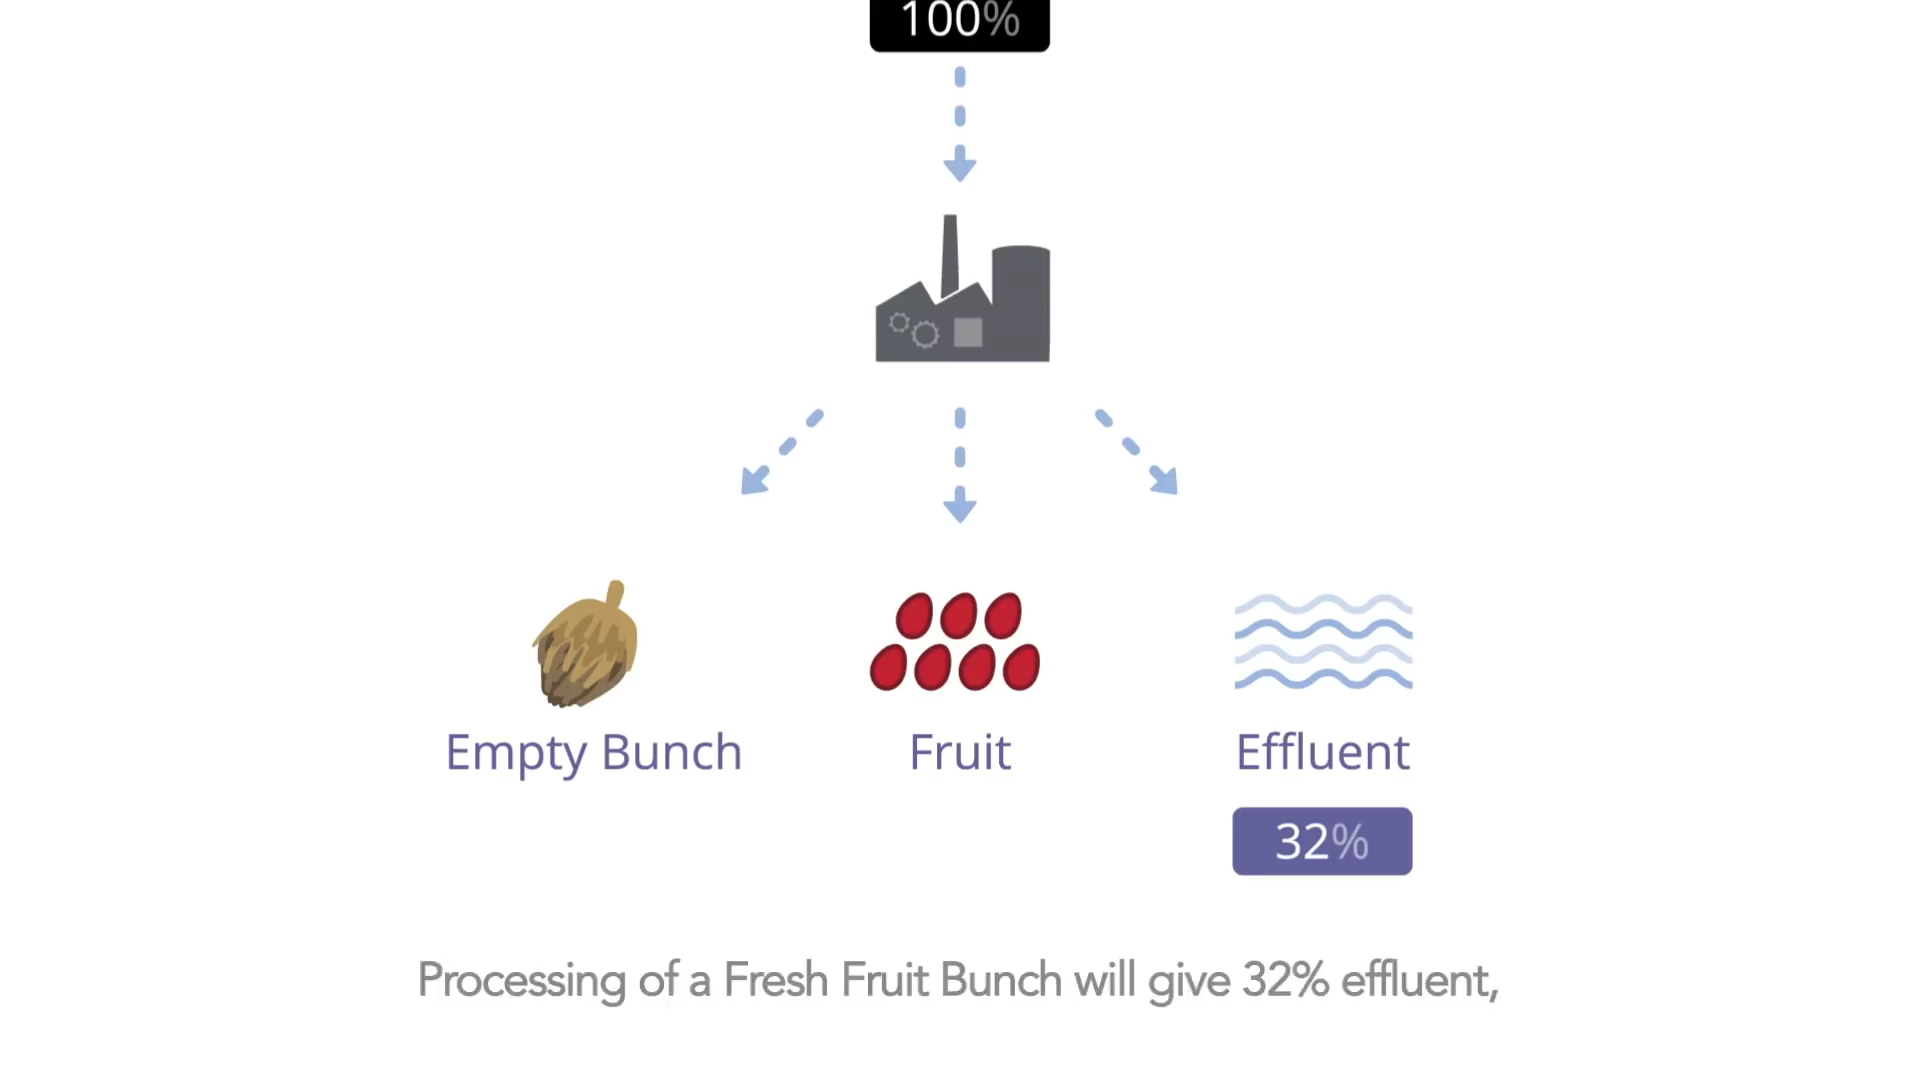 100%
Empty Bunch
Fruit
Effluent
32%
Processing of a Fresh Fruit Bunch will give 32% effluent,